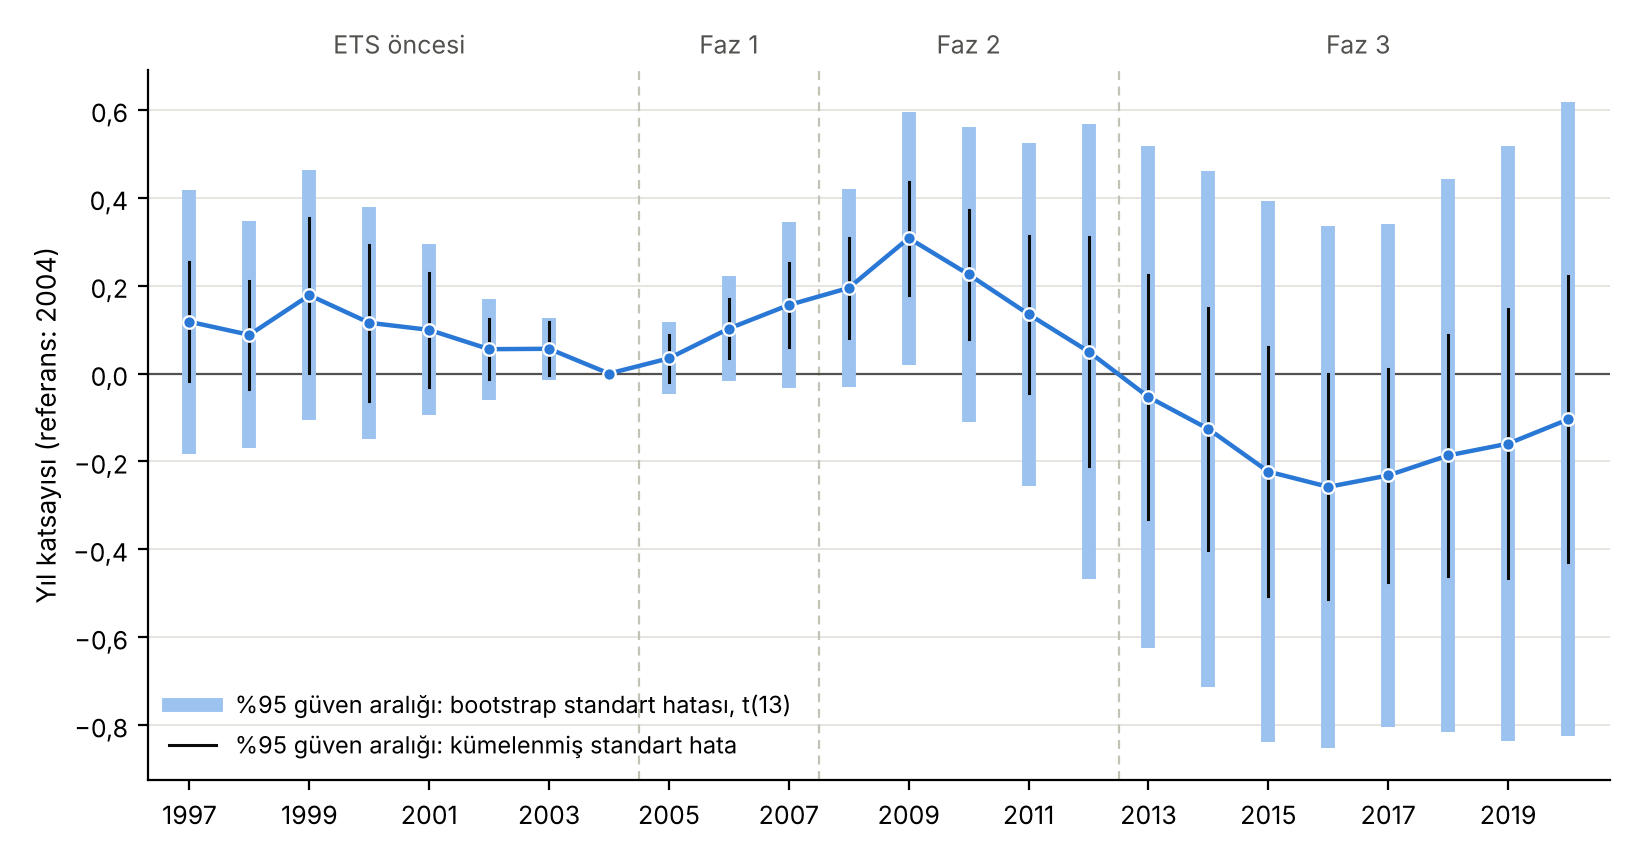 ETS öncesi
Faz 1
Faz 2
Faz 3
Yıl katsayısı (referans: 2004)
0,6
0,4
0,2
0,0
−0,2
−0,4
−0,6
−0,8
%95 güven aralığı: bootstrap standart hatası, t(13)
%95 güven aralığı: kümelenmiş standart hata
1997
1999
2001
2003
2005
2007
2009
2011
2013
2015
2017
2019